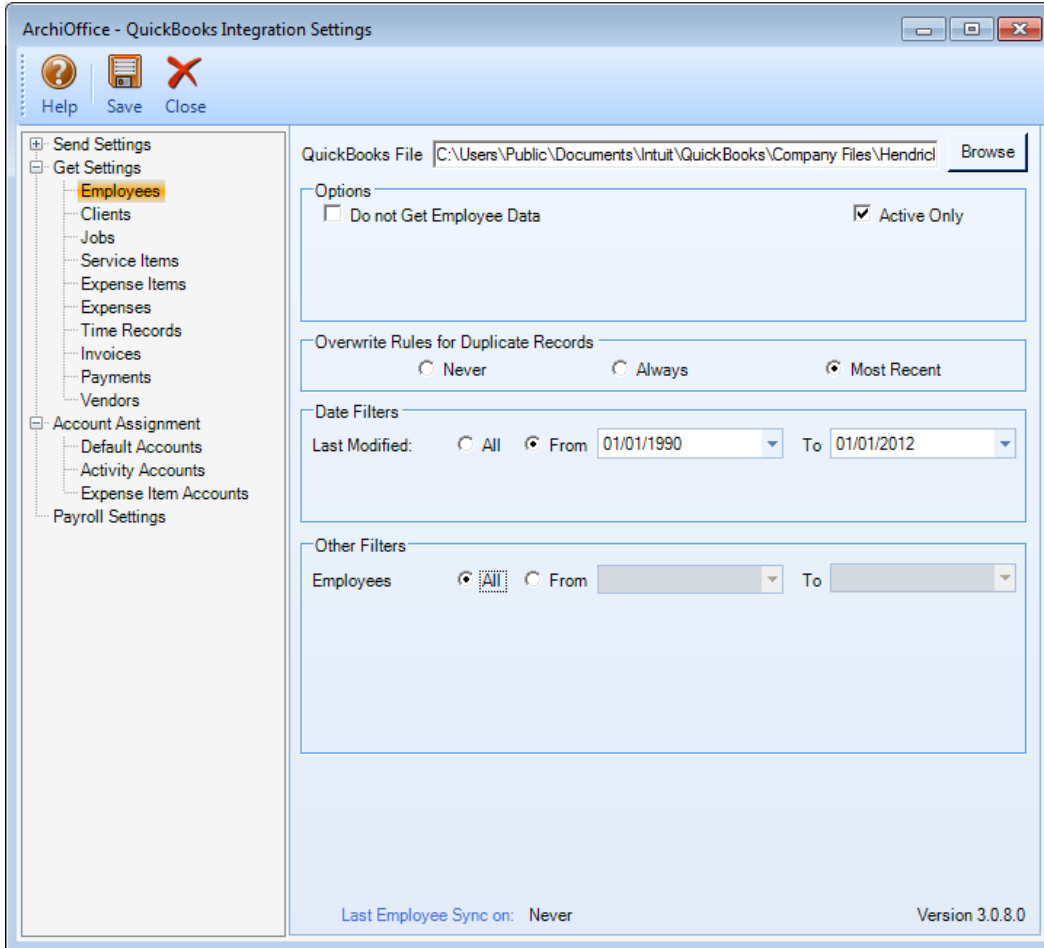 ArchiOffice - QuickBooks Integration Settings
Help Save Close
Send Settings
Get Settings
Employees
Clients
Jobs
Service Items
Expense Items
Expenses
Time Records
Invoices
Payments
Vendors
Account Assignment
Default Accounts
Activity Accounts
Expense Item Accounts
Payroll Settings
QuickBooks File C:\Users\Public\Documents\Intuit\QuickBooks\Company Files\Hendricl Browse
Options
Do not Get Employee Data Active Only
Overwrite Rules for Duplicate Records
Never Always Most Recent
Date Filters
Last Modified: All From 01/01/1990 To 01/01/2012
Other Filters
Employees All From To
Last Employee Sync on: Never Version 3.0.8.0